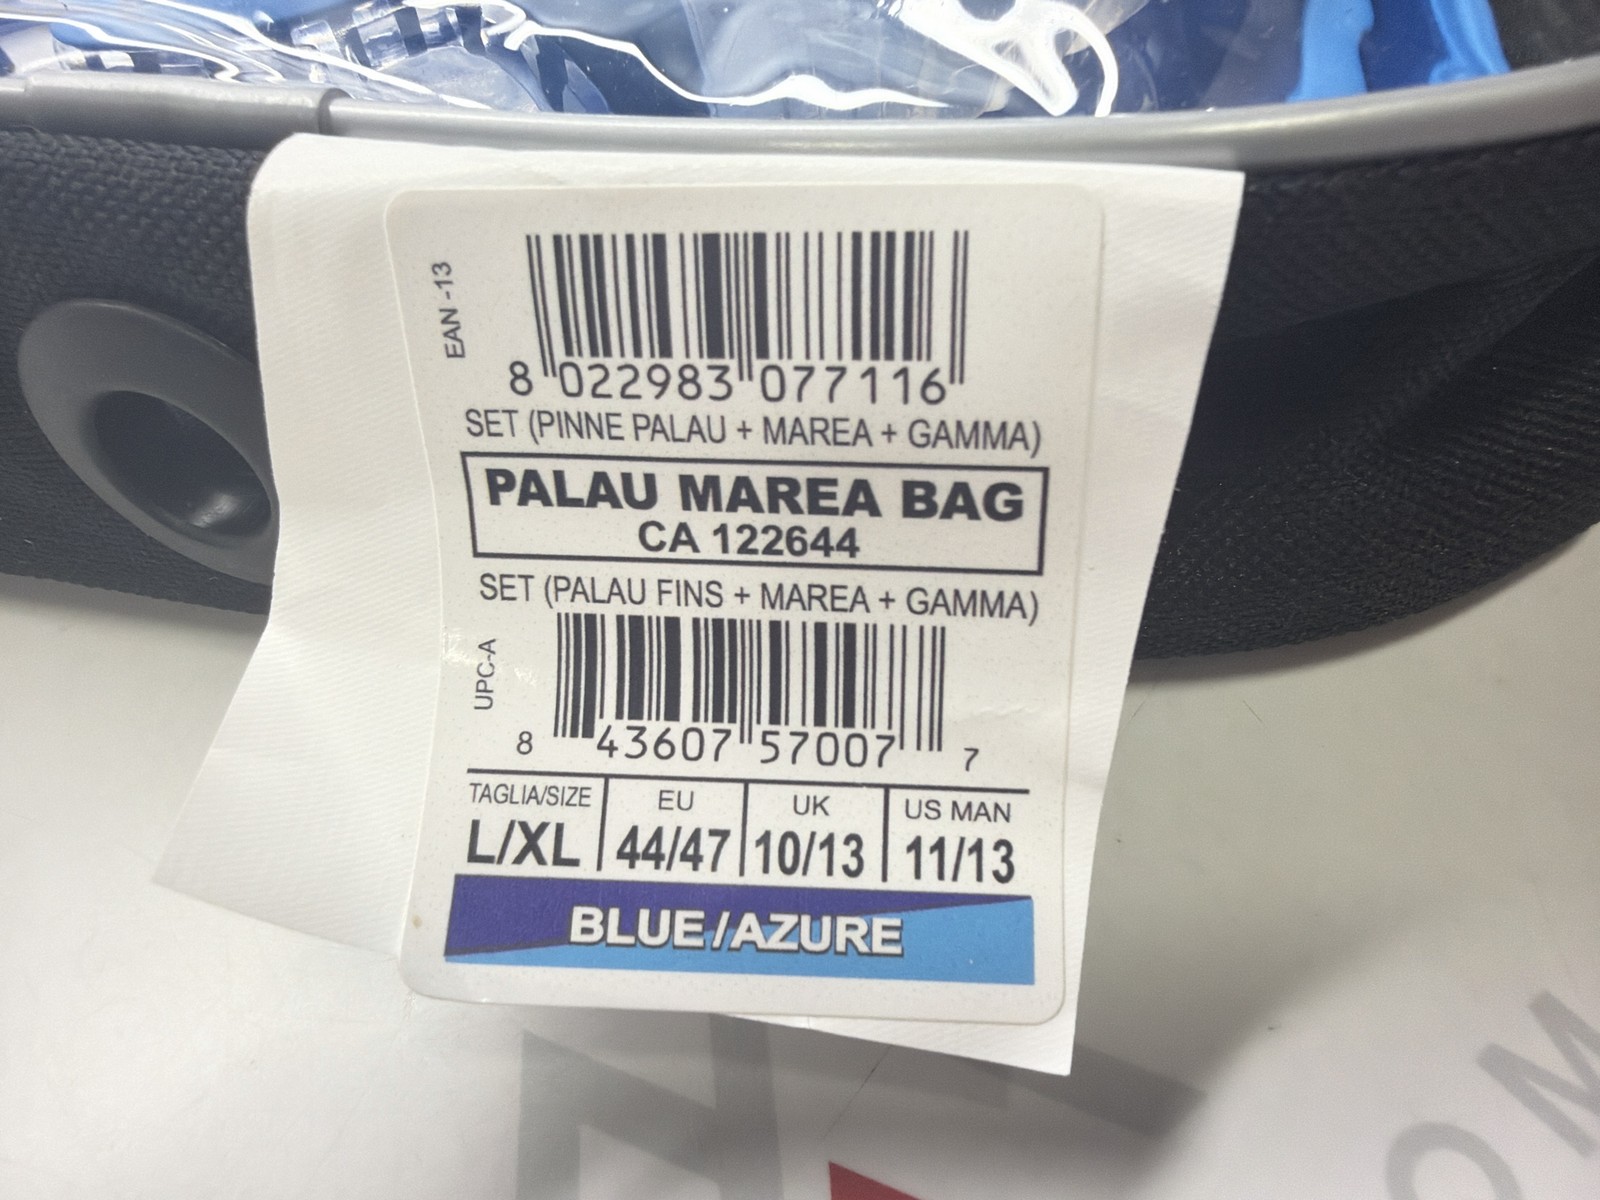 EAN -13
8 022983 077116
SET (PINNE PALAU + MAREA + GAMMA)
PALAU MAREA BAG
CA 122644
SET (PALAU FINS + MAREA + GAMMA)
UPC-A
8 43607 57007 7
TAGLIA/SIZE EU UK US MAN
L/XL 44/47 10/13 11/13
BLUE/AZURE
OM